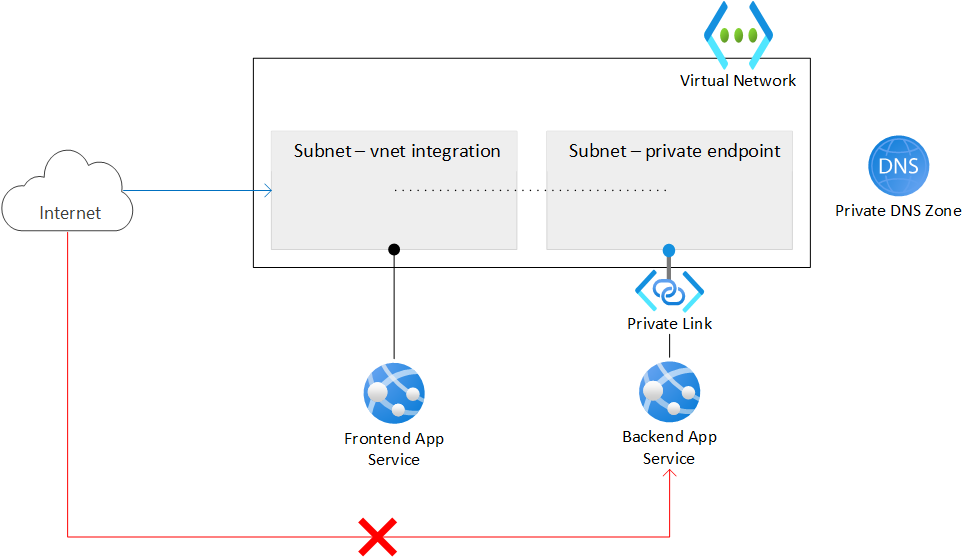 Virtual Network
Subnet – vnet integration
Subnet – private endpoint
DNS
Private DNS Zone
Internet
Private Link
Frontend App
Service
Backend App
Service